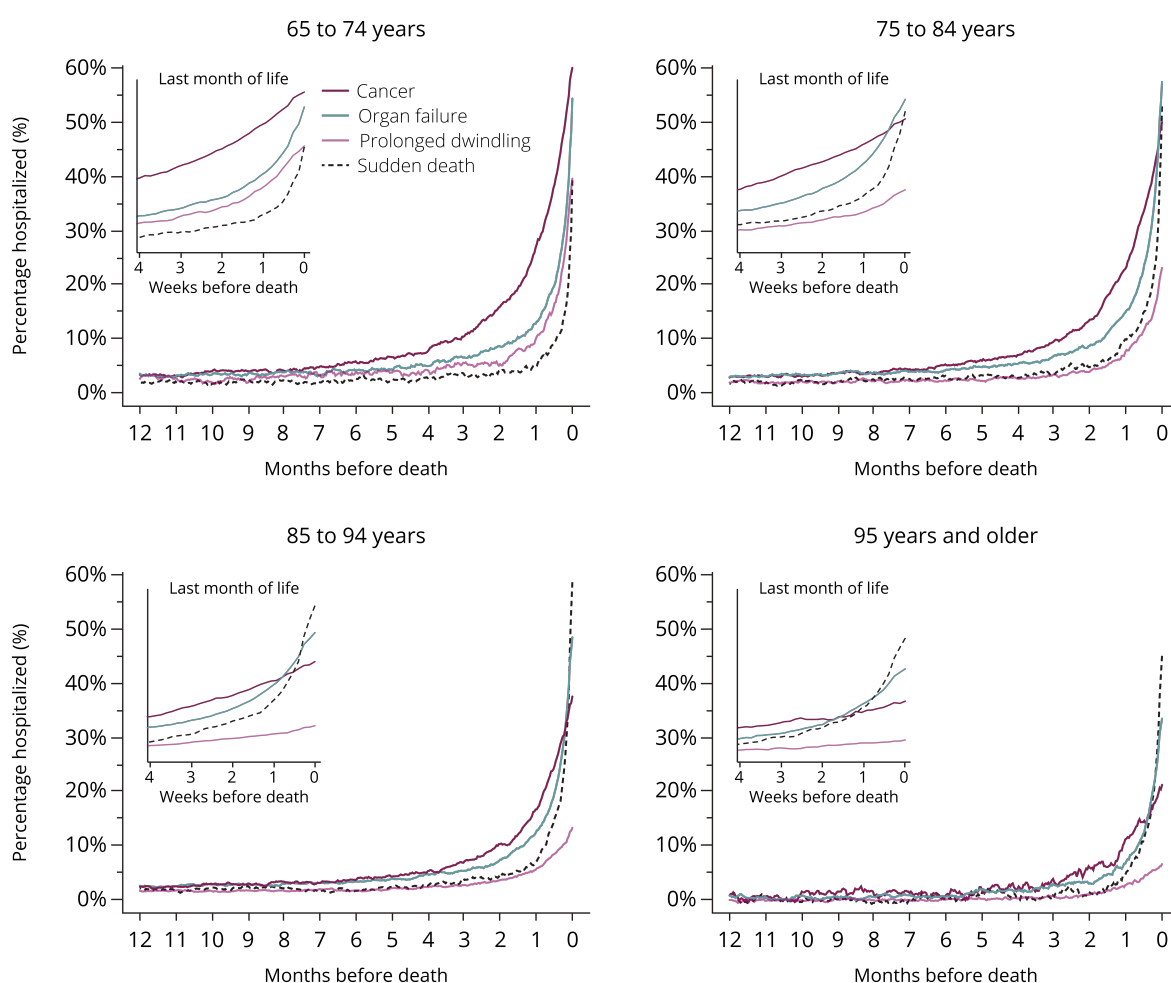 65 to 74 years
Percentage hospitalized (%)
60%
50%
40%
30%
20%
10%
0%
Last month of life
4 3 2 1 0
Weeks before death
Cancer
Organ failure
Prolonged dwindling
Sudden death
12 11 10 9 8 7 6 5 4 3 2 1 0
Months before death
75 to 84 years
60%
50%
40%
30%
20%
10%
0%
Last month of life
4 3 2 1 0
Weeks before death
12 11 10 9 8 7 6 5 4 3 2 1 0
Months before death
85 to 94 years
Percentage hospitalized (%)
60%
50%
40%
30%
20%
10%
0%
Last month of life
4 3 2 1 0
Weeks before death
12 11 10 9 8 7 6 5 4 3 2 1 0
Months before death
95 years and older
60%
50%
40%
30%
20%
10%
0%
Last month of life
4 3 2 1 0
Weeks before death
12 11 10 9 8 7 6 5 4 3 2 1 0
Months before death